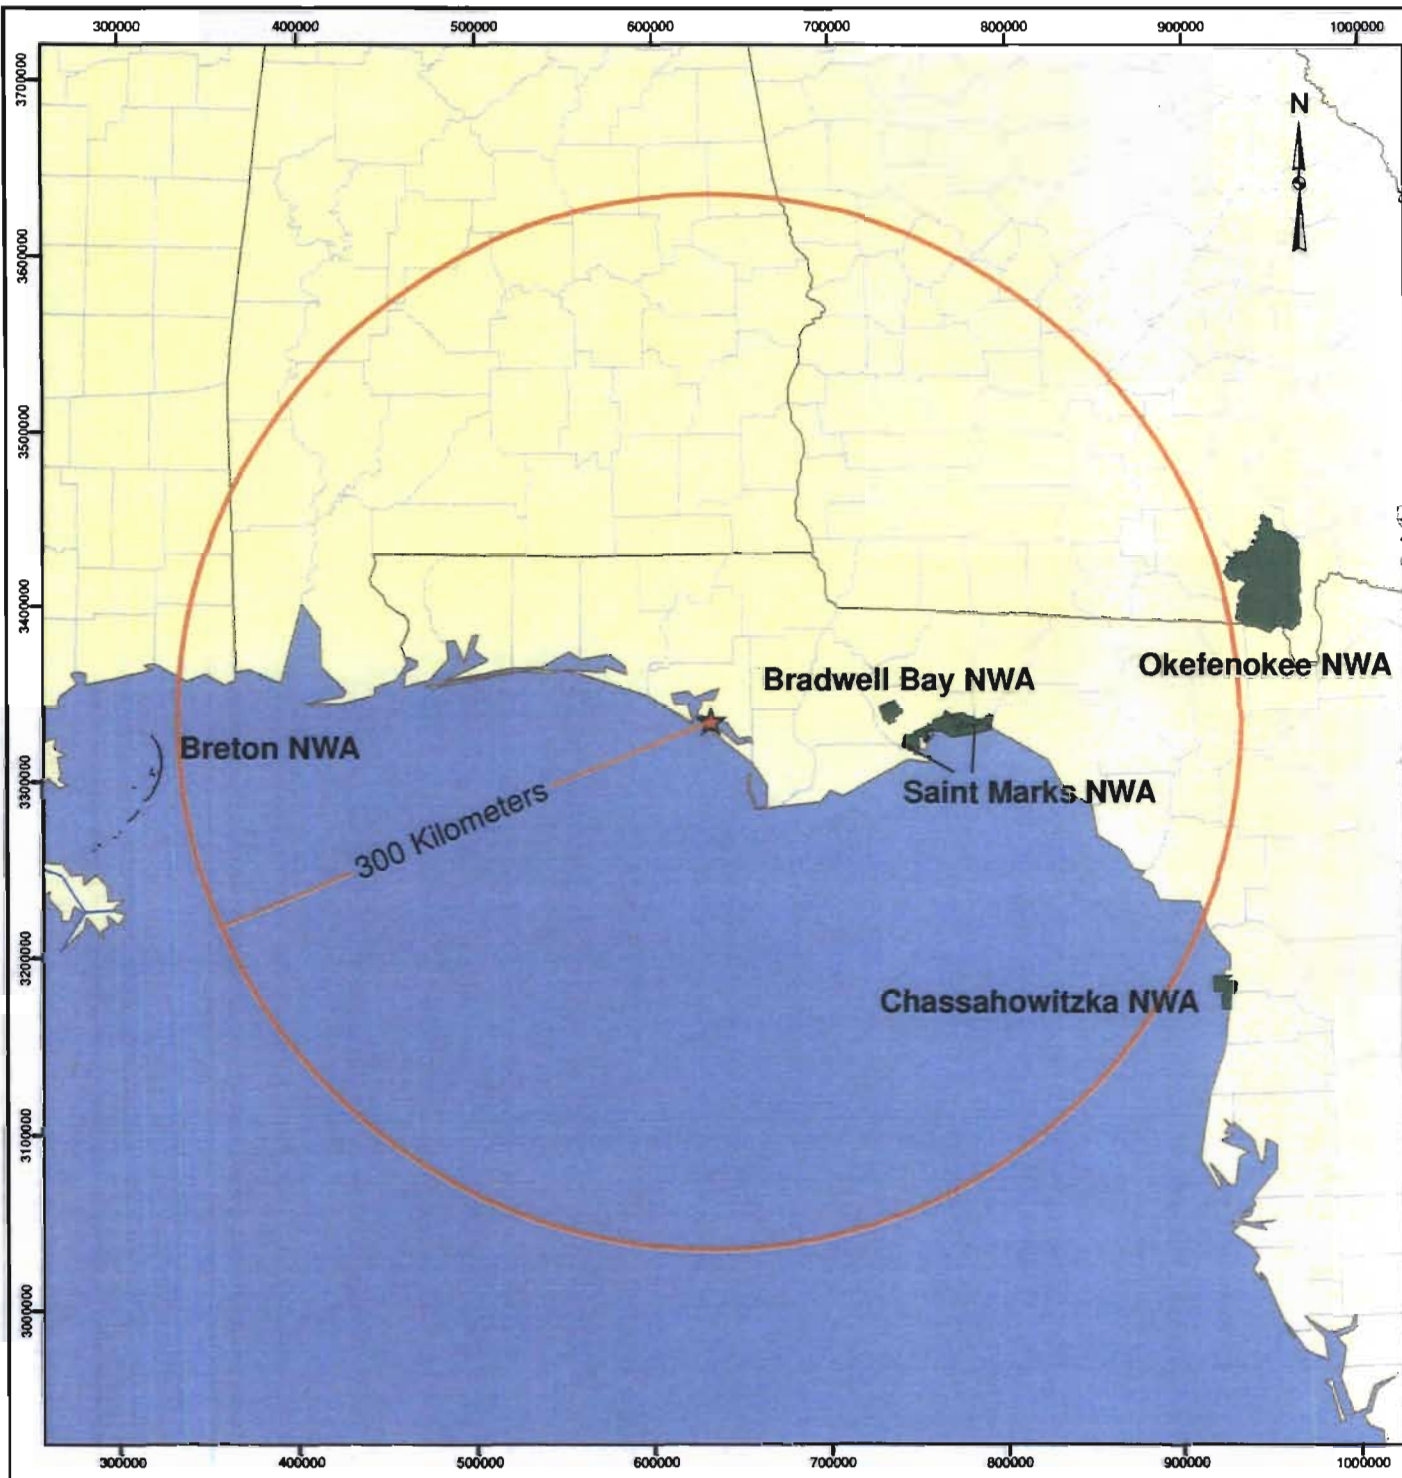 300000 400000 500000 600000 700000 800000 900000 1000000
3700000
N
3600000
3500000
3400000
Okefenokee NWA
Bradwell Bay NWA
Breton NWA
Saint Marks NWA
3300000
300 Kilometers
3200000
Chassahowitzka NWA
3100000
3000000
300000 400000 500000 600000 700000 800000 900000 1000000